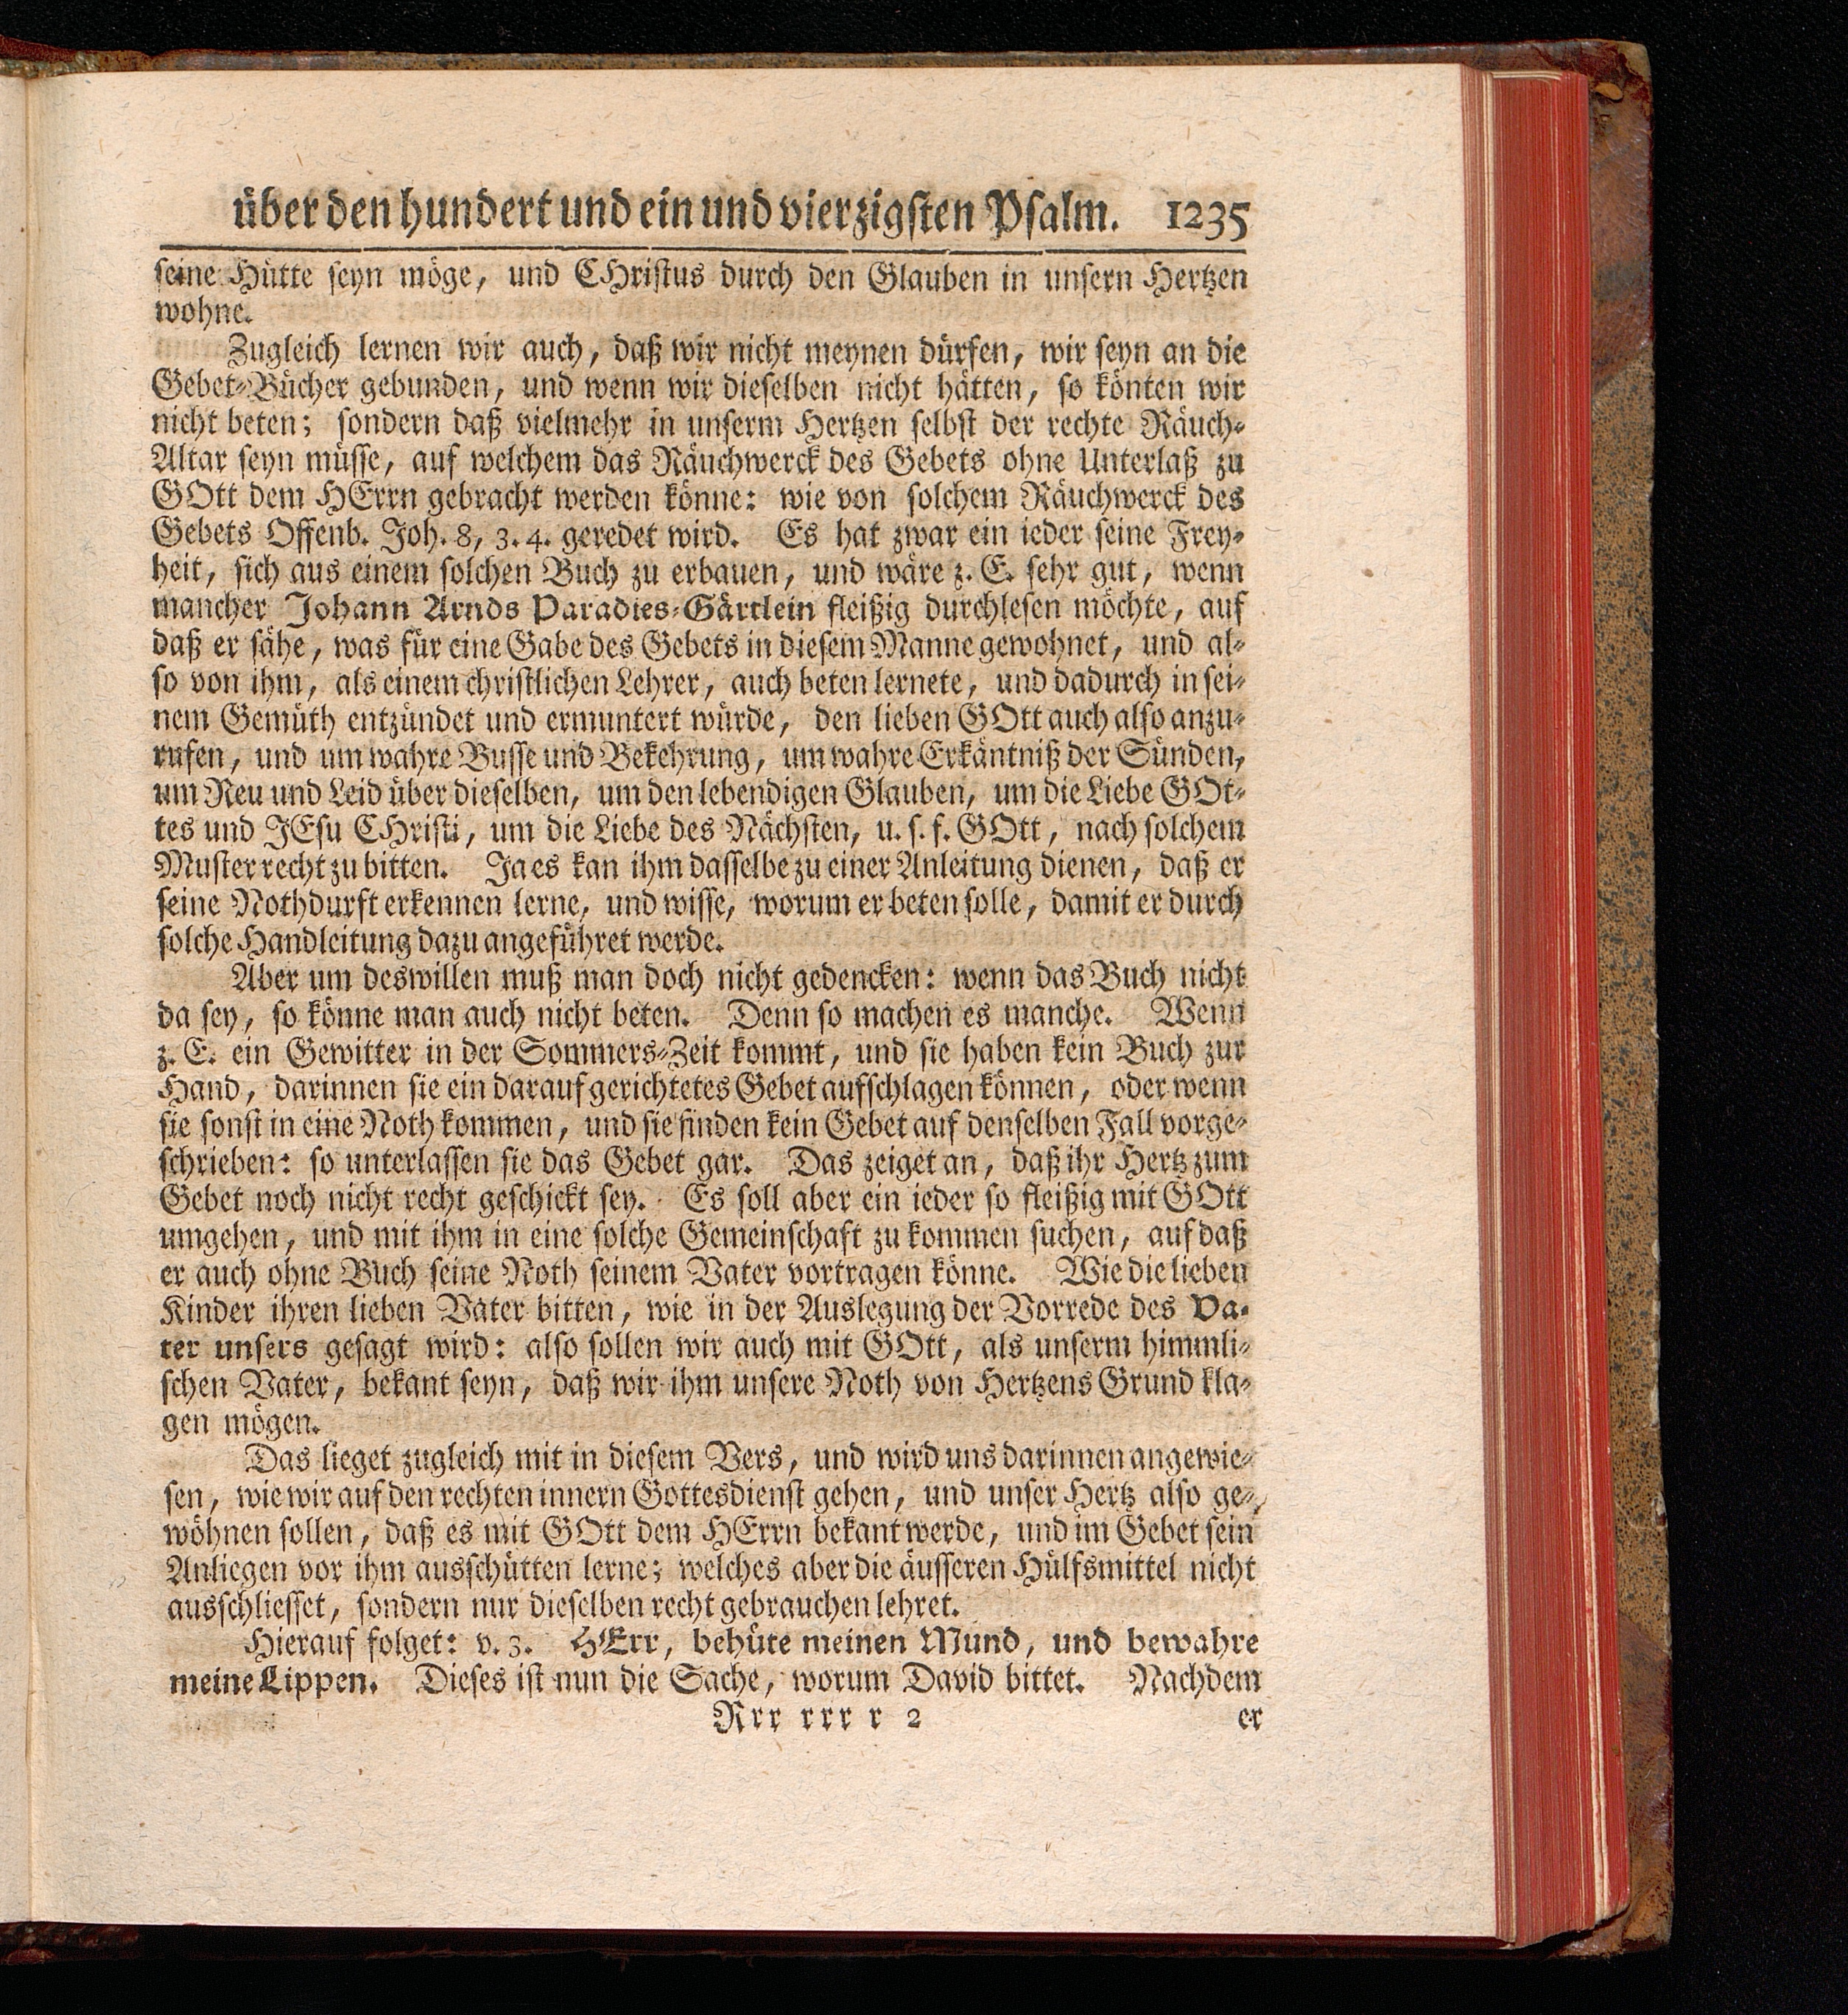 über den hundert und ein und vierzigsten Psalm. 1235
seine Hütte seyn möge, und CHristus durch den Glauben in unsern Hertzen
wohne.
Zugleich lernen wir auch, daß wir nicht meynen dürfen, wir seyn an die
Gebet-Bücher gebunden, und wenn wir dieselben nicht hätten, so könten wir
nicht beten; sondern daß vielmehr in unserm Hertzen selbst der rechte Räuch-
Altar seyn müsse, auf welchem das Räuchwerck des Gebets ohne Unterlaß zu
GOtt dem HErrn gebracht werden könne: wie von solchem Räuchwerck des
Gebets Offenb. Joh. 8, 3. 4. geredet wird. Es hat zwar ein ieder seine Frey-
heit, sich aus einem solchen Buch zu erbauen, und wäre z. E. sehr gut, wenn
mancher Johann Arnds Paradies-Gärtlein fleißig durchlesen möchte, auf
daß er sähe, was für eine Gabe des Gebets in diesem Manne gewohnet, und al-
so von ihm, als einem christlichen Lehrer, auch beten lernete, und dadurch in sei-
nem Gemüth entzündet und ermuntert würde, den lieben GOtt auch also anzu-
rufen, und um wahre Busse und Bekehrung, um wahre Erkäntniß der Sünden,
um Reu und Leid über dieselben, um den lebendigen Glauben, um die Liebe GOt-
tes und JEsu CHristi, um die Liebe des Nächsten, u. s. f. GOtt, nach solchem
Muster recht zu bitten. Ja es kan ihm dasselbe zu einer Anleitung dienen, daß er
seine Nothdurft erkennen lerne, und wisse, worum er beten solle, damit er durch
solche Handleitung dazu angeführet werde.
Aber um deswillen muß man doch nicht gedencken: wenn das Buch nicht
da sey, so könne man auch nicht beten. Denn so machen es manche. Wenn
z. E. ein Gewitter in der Sommers-Zeit kommt, und sie haben kein Buch zur
Hand, darinnen sie ein darauf gerichtetes Gebet aufschlagen können, oder wenn
sie sonst in eine Noth kommen, und sie finden kein Gebet auf denselben Fall vorge-
schrieben: so unterlassen sie das Gebet gar. Das zeiget an, daß ihr Hertz zum
Gebet noch nicht recht geschickt sey. Es soll aber ein ieder so fleißig mit GOtt
umgehen, und mit ihm in eine solche Gemeinschaft zu kommen suchen, auf daß
er auch ohne Buch seine Noth seinem Vater vortragen könne. Wie die lieben
Kinder ihren lieben Vater bitten, wie in der Auslegung der Vorrede des Va-
ter unsers gesagt wird: also sollen wir auch mit GOtt, als unserm himmli-
schen Vater, bekant seyn, daß wir ihm unsere Noth von Hertzens Grund kla-
gen mögen.
Das lieget zugleich mit in diesem Vers, und wird uns darinnen angewie-
sen, wie wir auf den rechten innern Gottesdienst gehen, und unser Hertz also ge-
wöhnen sollen, daß es mit GOtt dem HErrn bekant werde, und im Gebet sein
Anliegen vor ihm ausschütten lerne; welches aber die äusseren Hülfsmittel nicht
ausschliesset, sondern nur dieselben recht gebrauchen lehret.
Hierauf folget: v. 3. HErr, behüte meinen Mund, und bewahre
meine Lippen. Dieses ist nun die Sache, worum David bittet. Nachdem
Rrr rrr r 2 er